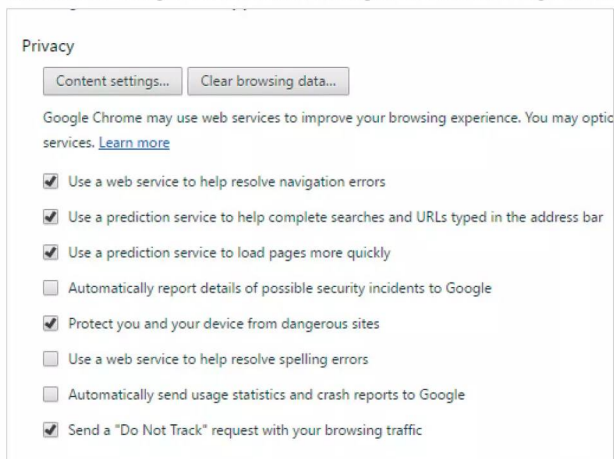 Privacy
Content settings... Clear browsing data...
Google Chrome may use web services to improve your browsing experience. You may optic
services. Learn more
Use a web service to help resolve navigation errors
Use a prediction service to help complete searches and URLs typed in the address bar
Use a prediction service to load pages more quickly
Automatically report details of possible security incidents to Google
Protect you and your device from dangerous sites
Use a web service to help resolve spelling errors
Automatically send usage statistics and crash reports to Google
Send a "Do Not Track" request with your browsing traffic